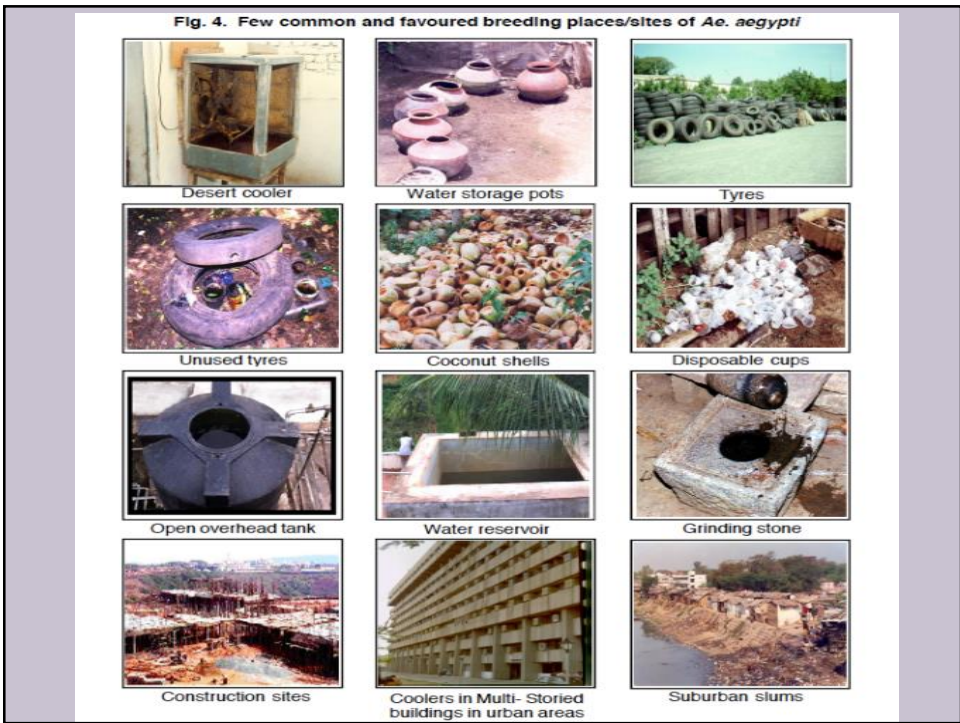 Fig. 4. Few common and favoured breeding places/sites of Ae. aegypti
Desert cooler
Water storage pots
Tyres
Unused tyres
Coconut shells
Disposable cups
Open overhead tank
Water reservoir
Grinding stone
Construction sites
Coolers in Multi- Storied
buildings in urban areas
Suburban slums